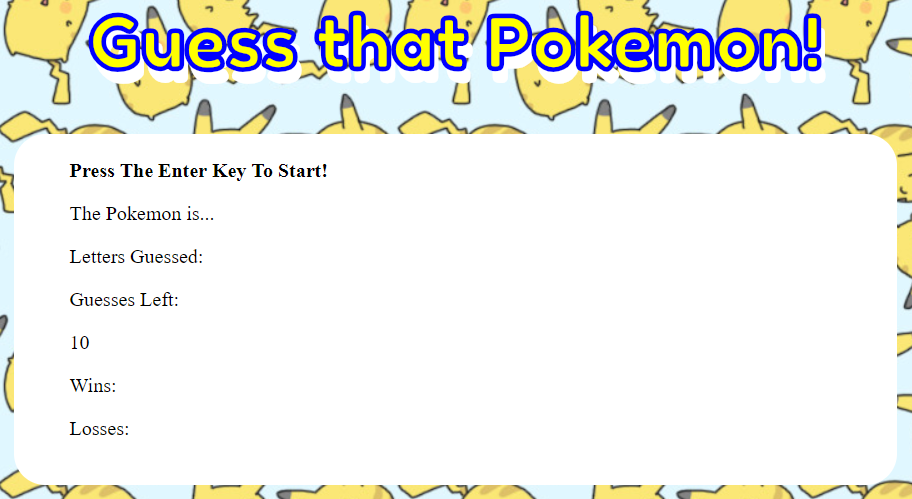 Guess that Pokemon!
Press The Enter Key To Start!
The Pokemon is...
Letters Guessed:
Guesses Left:
10
Wins:
Losses: